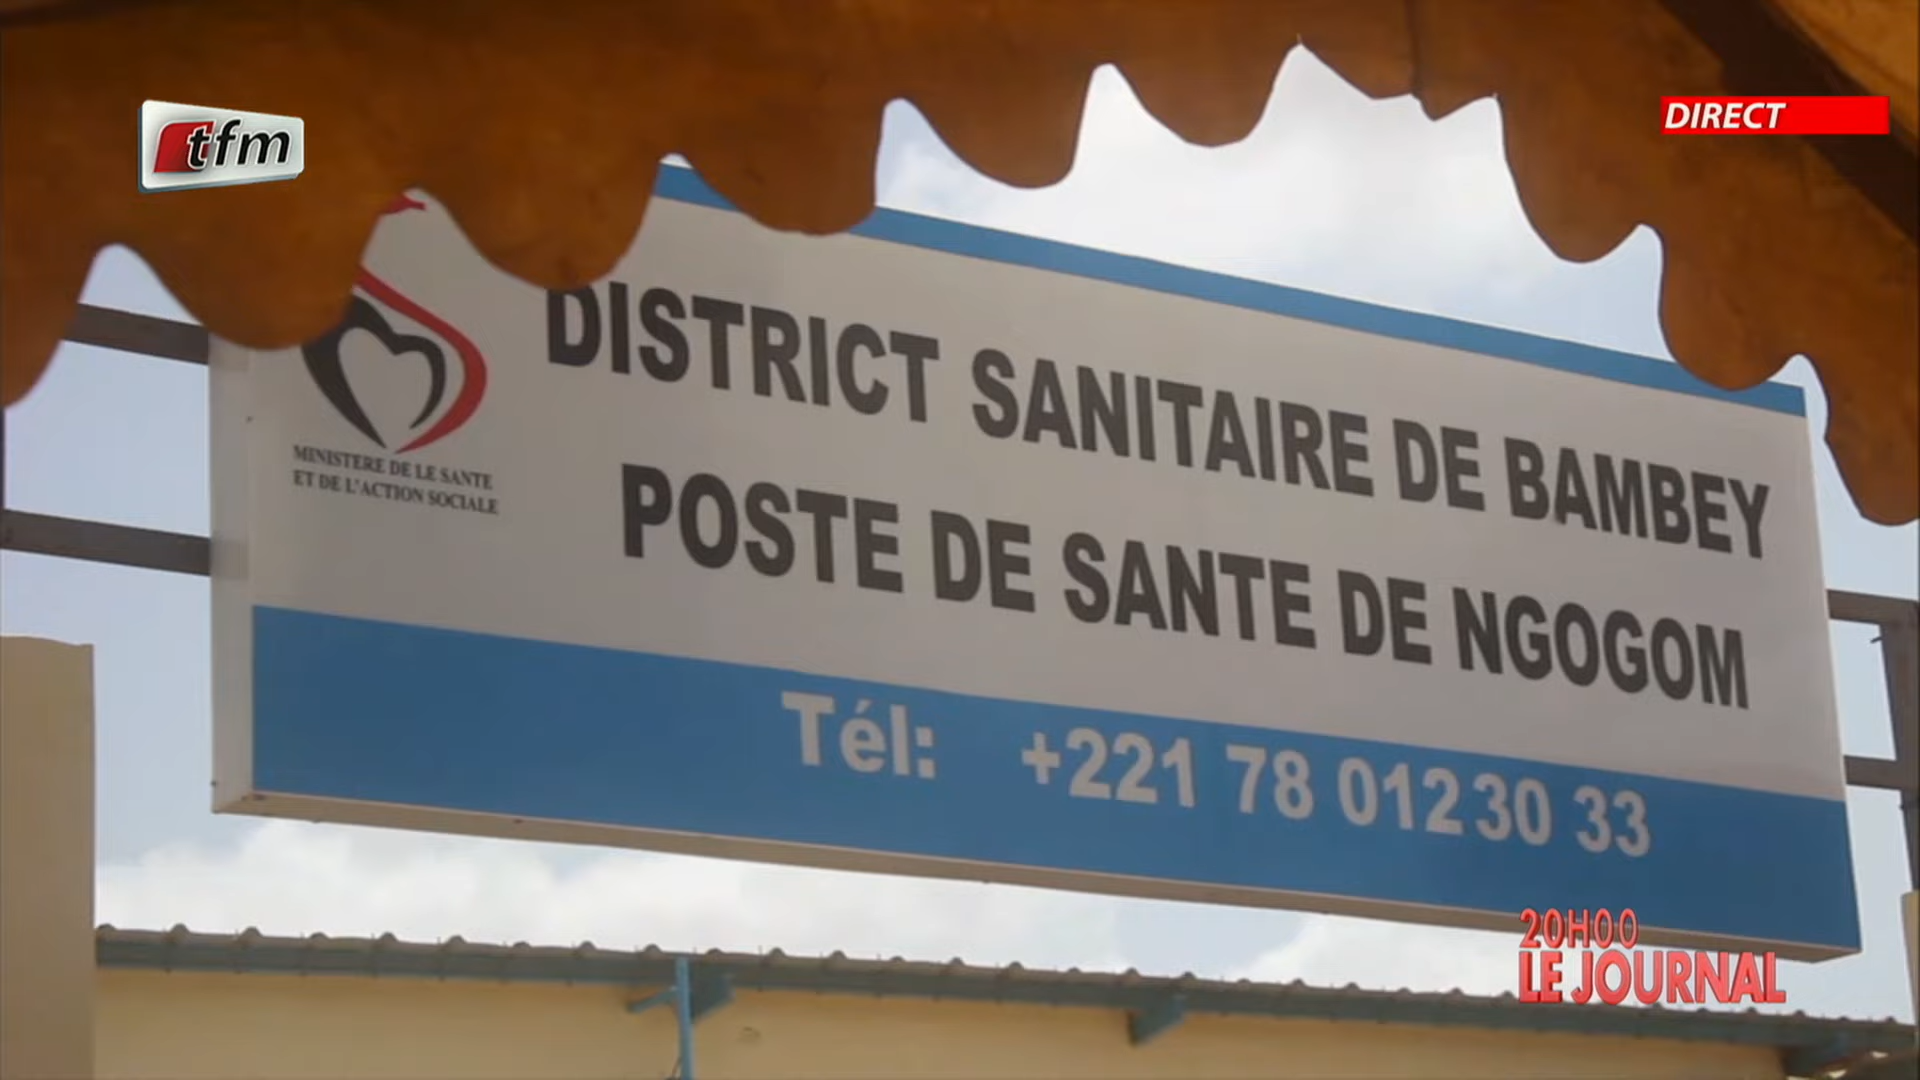 tfm
DIRECT
DISTRICT SANITAIRE DE BAMBEY
POSTE DE SANTE DE NGOGOM
MINISTERE DE LE SANTE
ET DE L'ACTION SOCIALE
Tél: +221 78 012 30 33
20H00
LE JOURNAL